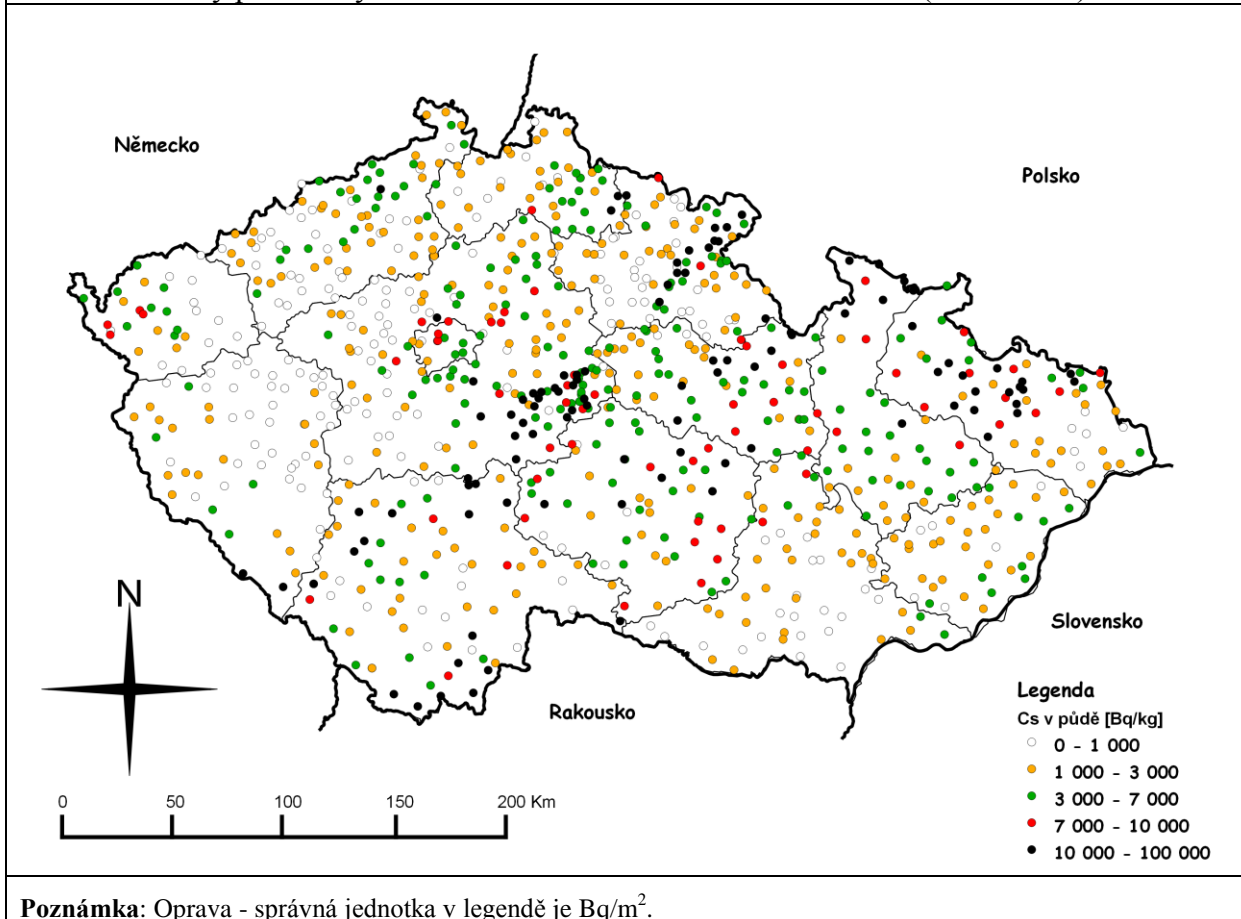 Německo
Polsko
N
Slovensko
Rakousko
Legenda
Cs v půdě [Bq/kg]
0 - 1 000
1 000 - 3 000
3 000 - 7 000
7 000 - 10 000
10 000 - 100 000
0 50 100 150 200 Km
Poznámka: Oprava - správná jednotka v legendě je Bq/m².